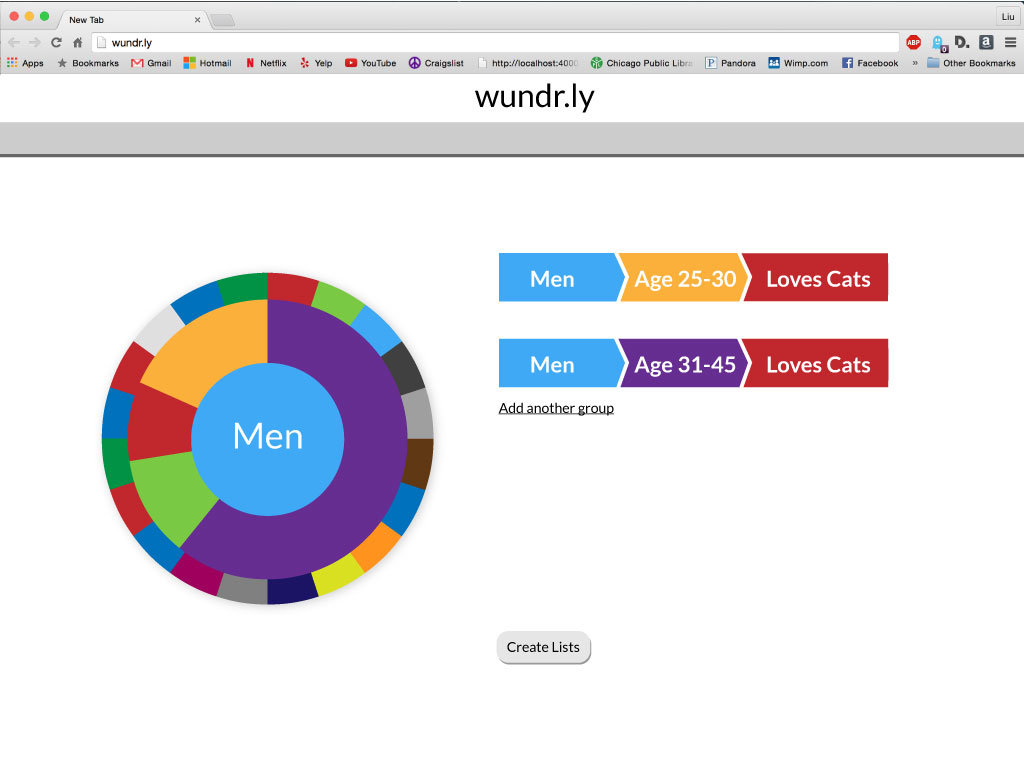 New Tab
Liu
wundr.ly
ABP
0
D.
a
Apps
Bookmarks
Gmail
Hotmail
Netflix
Yelp
YouTube
Craigslist
http://localhost:4000
Chicago Public Libra
Pandora
Wimp.com
Facebook
»
Other Bookmarks
wundr.ly
Men
Men
Age 25-30
Loves Cats
Men
Age 31-45
Loves Cats
Add another group
Create Lists